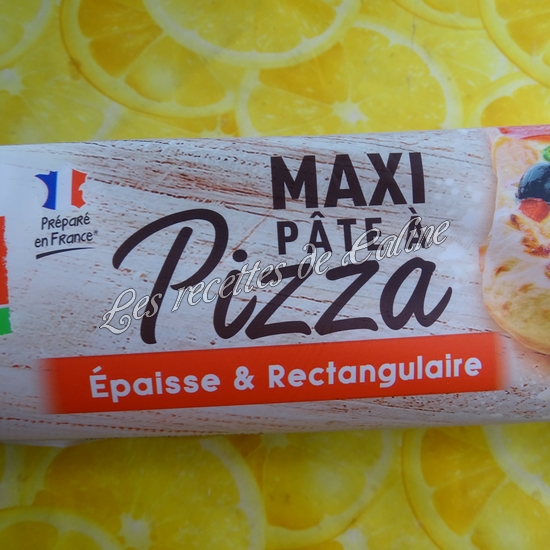 MAXI
PÂTE À
Pizza
Les recettes de Caline
Préparé
en France*
Épaisse & Rectangulaire